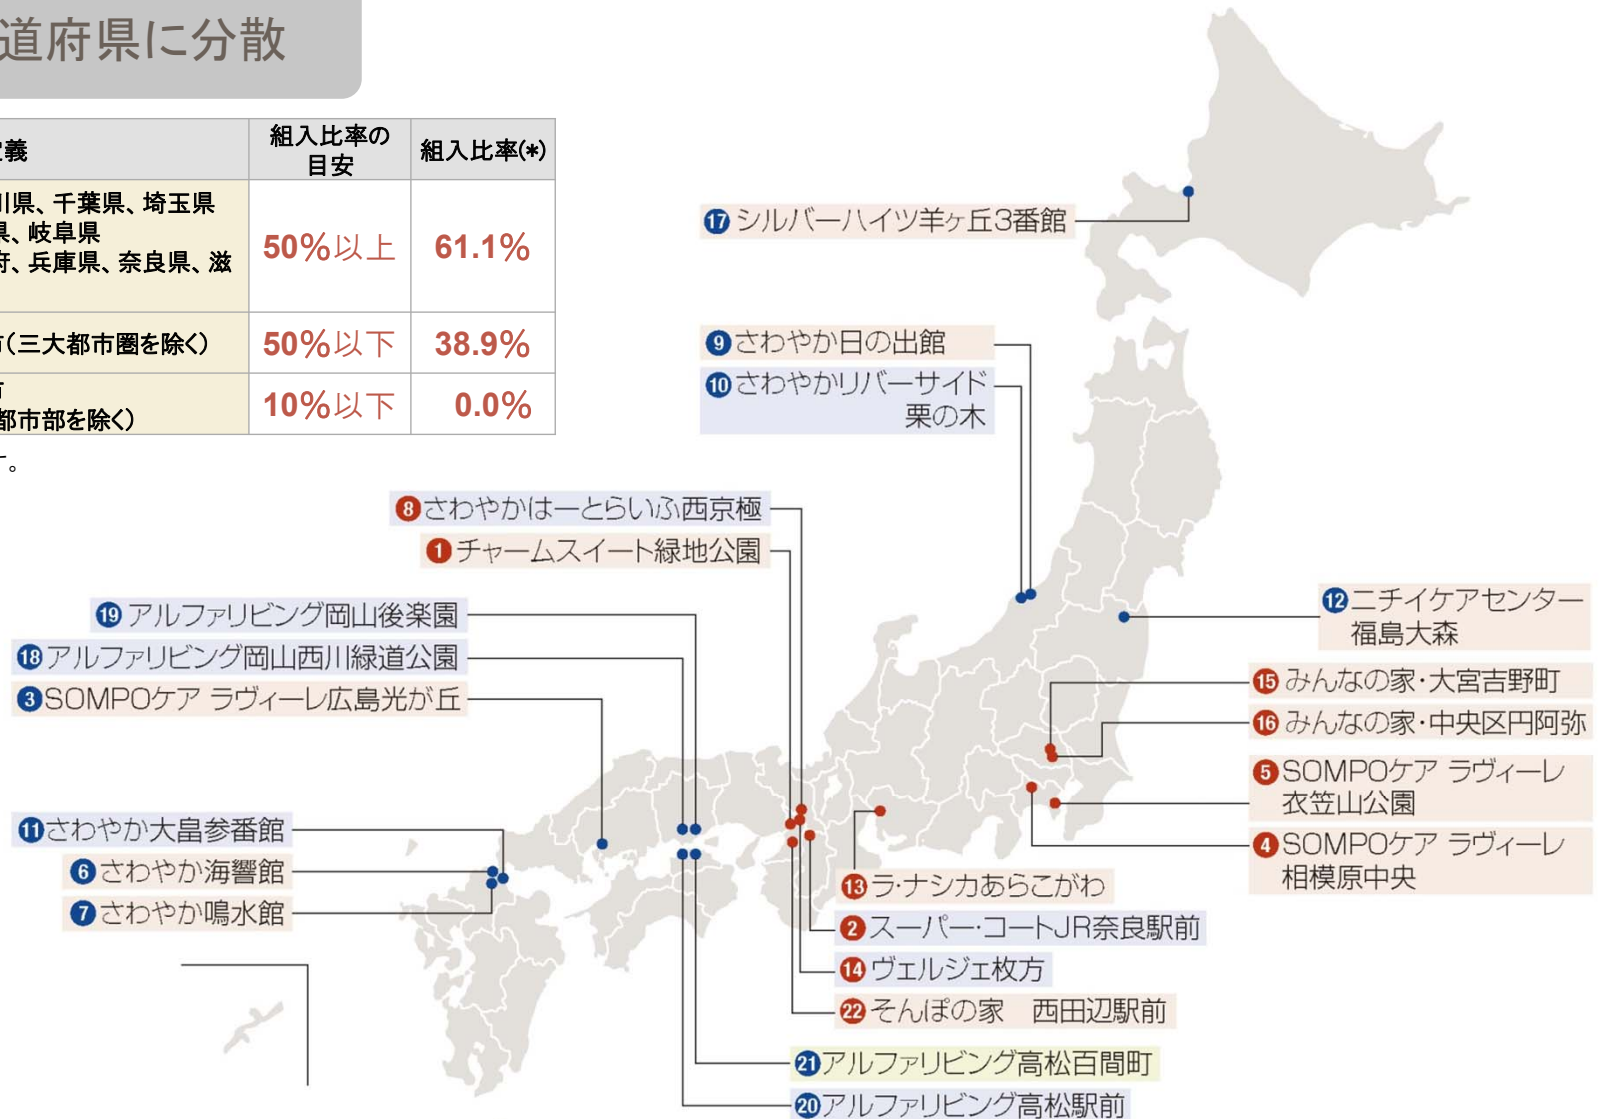 道府県に分散
定義
組入比率の
目安
組入比率(*)
川県、千葉県、埼玉県
県、岐阜県
府、兵庫県、奈良県、滋
50%以上
61.1%
市(三大都市圏を除く)
50%以下
38.9%
市
都市部を除く)
10%以下
0.0%
す。
17 シルバーハイツ羊ヶ丘3番館
9 さわやか日の出館
10 さわやかリバーサイド
栗の木
8 さわやかはーとらいふ西京極
1 チャームスイート緑地公園
19 アルファリビング岡山後楽園
18 アルファリビング岡山西川緑道公園
3 SOMPOケア ラヴィーレ広島光が丘
11 さわやか大畠参番館
6 さわやか海響館
7 さわやか鳴水館
12 ニチイケアセンター
福島大森
15 みんなの家・大宮吉野町
16 みんなの家・中央区円阿弥
5 SOMPOケア ラヴィーレ
衣笠山公園
4 SOMPOケア ラヴィーレ
相模原中央
13 ラ・ナシカあらこがわ
2 スーパー・コートJR奈良駅前
14 ヴェルジェ枚方
22 そんぽの家　西田辺駅前
21 アルファリビング高松百間町
20 アルファリビング高松駅前